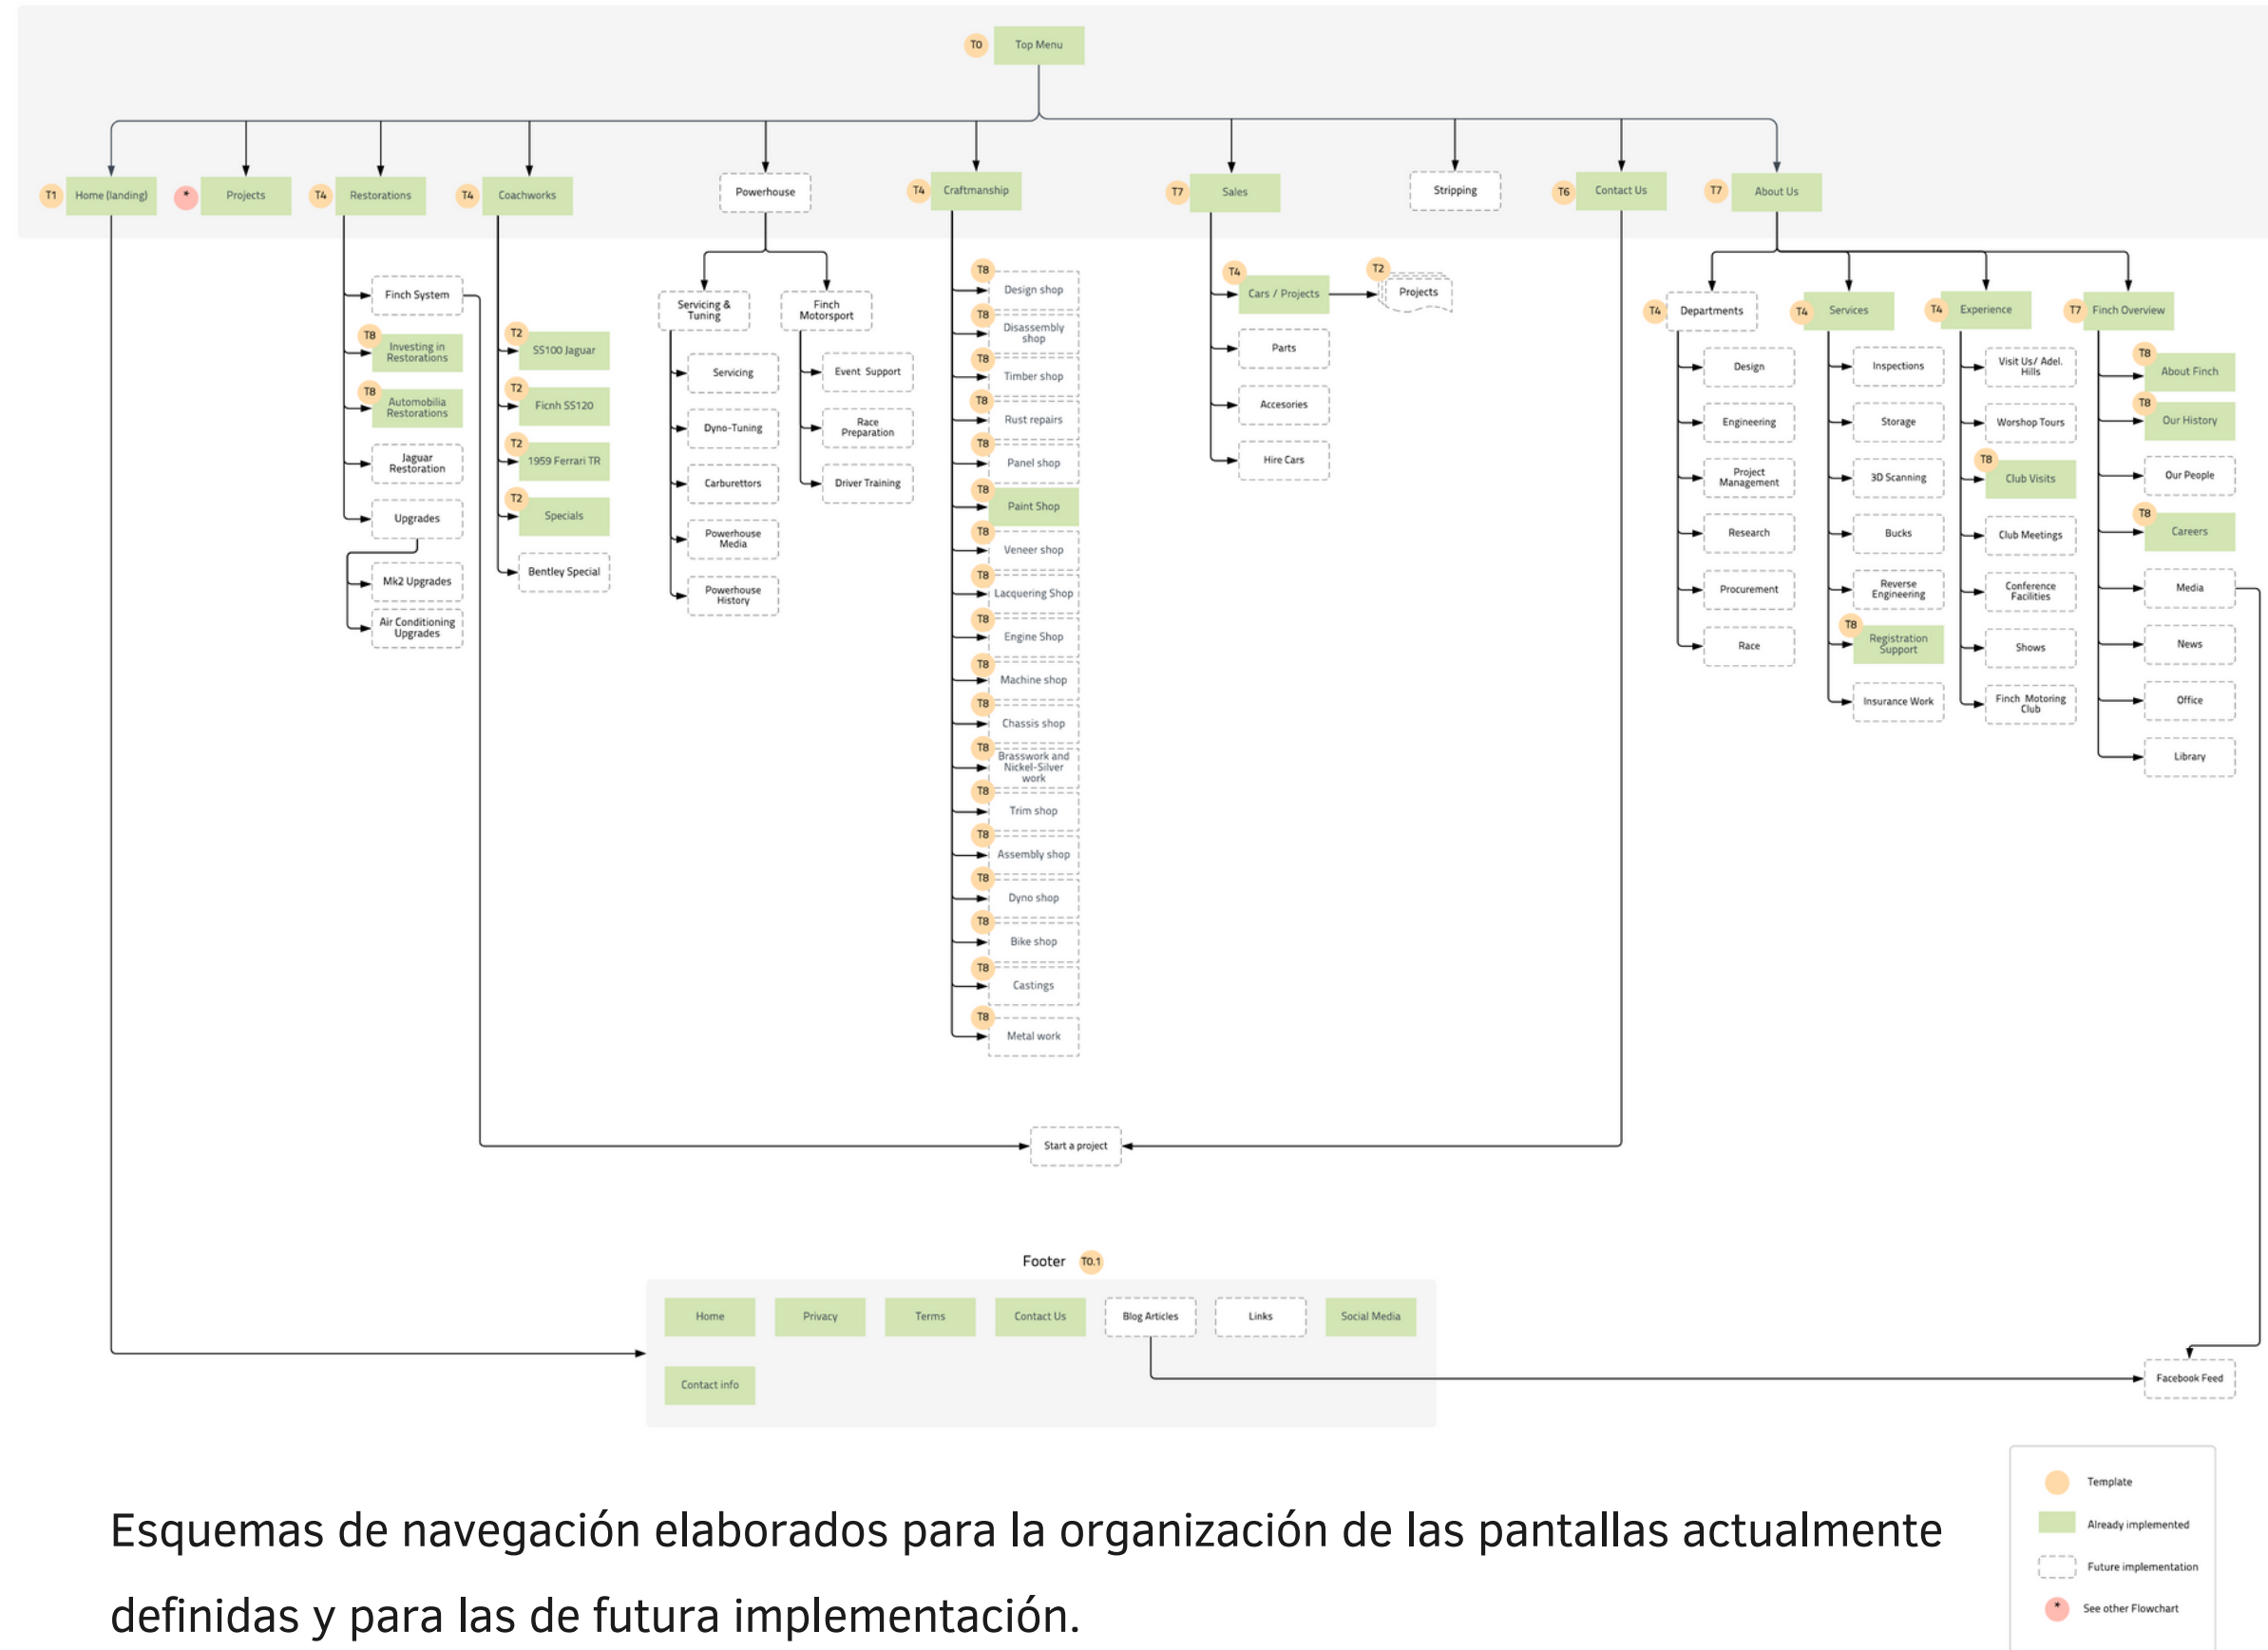 T0
Top Menu
T1
Home (landing)
*
Projects
T4
Restorations
T4
Coachworks
Powerhouse
T4
Craftmanship
T7
Sales
Stripping
T6
Contact Us
T7
About Us
Finch System
T8
Investing in
Restorations
T8
Automobilia
Restorations
Jaguar
Restoration
Upgrades
Mk2 Upgrades
Air Conditioning
Upgrades
T2
SS100 Jaguar
T2
Ficnh SS120
T2
1959 Ferrari TR
T2
Specials
Bentley Special
Servicing &
Tuning
Servicing
Dyno-Tuning
Carburettors
Powerhouse
Media
Powerhouse
History
Finch
Motorsport
Event Support
Race
Preparation
Driver Training
T8
Design shop
T8
Disassembly
shop
T8
Timber shop
T8
Rust repairs
T8
Panel shop
T8
Paint Shop
T8
Veneer shop
T8
Lacquering Shop
T8
Engine Shop
T8
Machine shop
T8
Chassis shop
T8
Brasswork and
Nickel-Silver
work
T8
Trim shop
T8
Assembly shop
T8
Dyno shop
T8
Bike shop
T8
Castings
T8
Metal work
T4
Cars / Projects
T2
Projects
Parts
Accesories
Hire Cars
T4
Departments
Design
Engineering
Project
Management
Research
Procurement
Race
T4
Services
Inspections
Storage
3D Scanning
Bucks
Reverse
Engineering
T8
Registration
Support
Insurance Work
T4
Experience
Visit Us/ Adel.
Hills
Worshop Tours
T8
Club Visits
Club Meetings
Conference
Facilities
Shows
Finch Motoring
Club
T7
Finch Overview
T8
About Finch
T8
Our History
Our People
T8
Careers
Media
News
Office
Library
Start a project
Footer
T0.1
Home
Privacy
Terms
Contact Us
Blog Articles
Links
Social Media
Contact info
Facebook Feed
Template
Already implemented
Future implementation
*
See other Flowchart
Esquemas de navegación elaborados para la organización de las pantallas actualmente
definidas y para las de futura implementación.